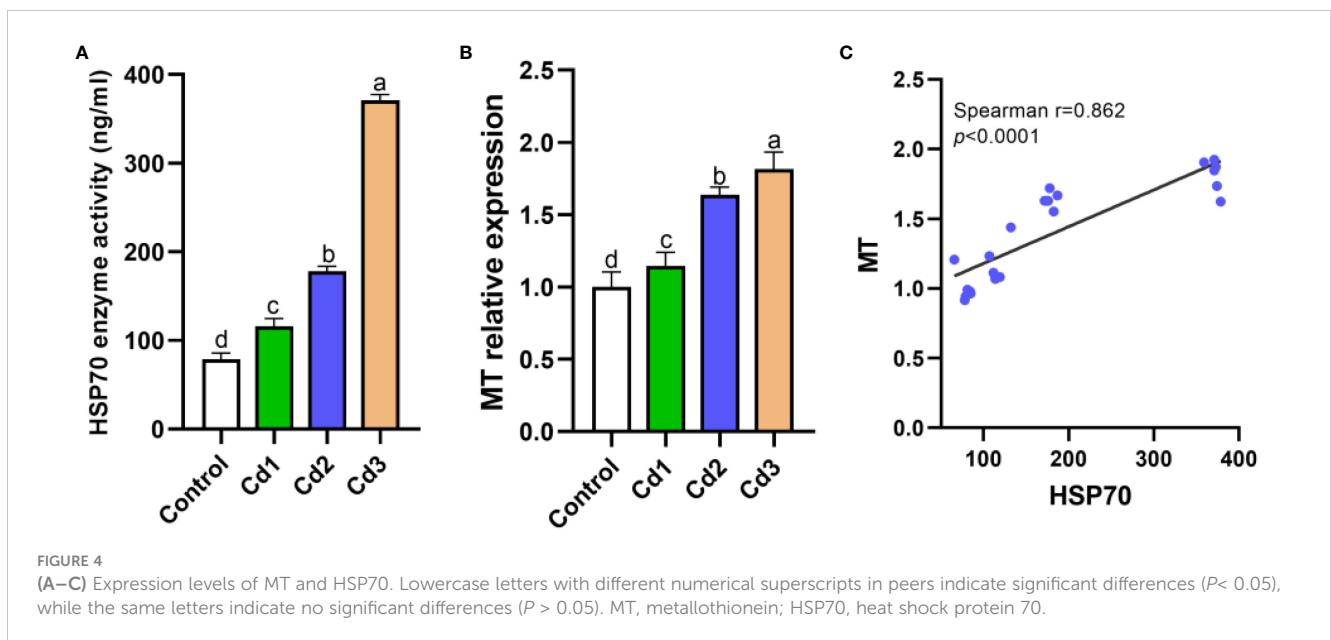 A
HSP70 enzyme activity (ng/ml)
400
300
200
100
0
d
c
b
a
Control
Cd1
Cd2
Cd3
B
MT relative expression
2.5
2.0
1.5
1.0
0.5
0.0
d
c
b
a
Control
Cd1
Cd2
Cd3
C
MT
2.5
2.0
1.5
1.0
0.5
0.0
Spearman r=0.862
p<0.0001
100
200
300
400
HSP70
FIGURE 4
(A–C) Expression levels of MT and HSP70. Lowercase letters with different numerical superscripts in peers indicate significant differences (P< 0.05),
while the same letters indicate no significant differences (P > 0.05). MT, metallothionein; HSP70, heat shock protein 70.